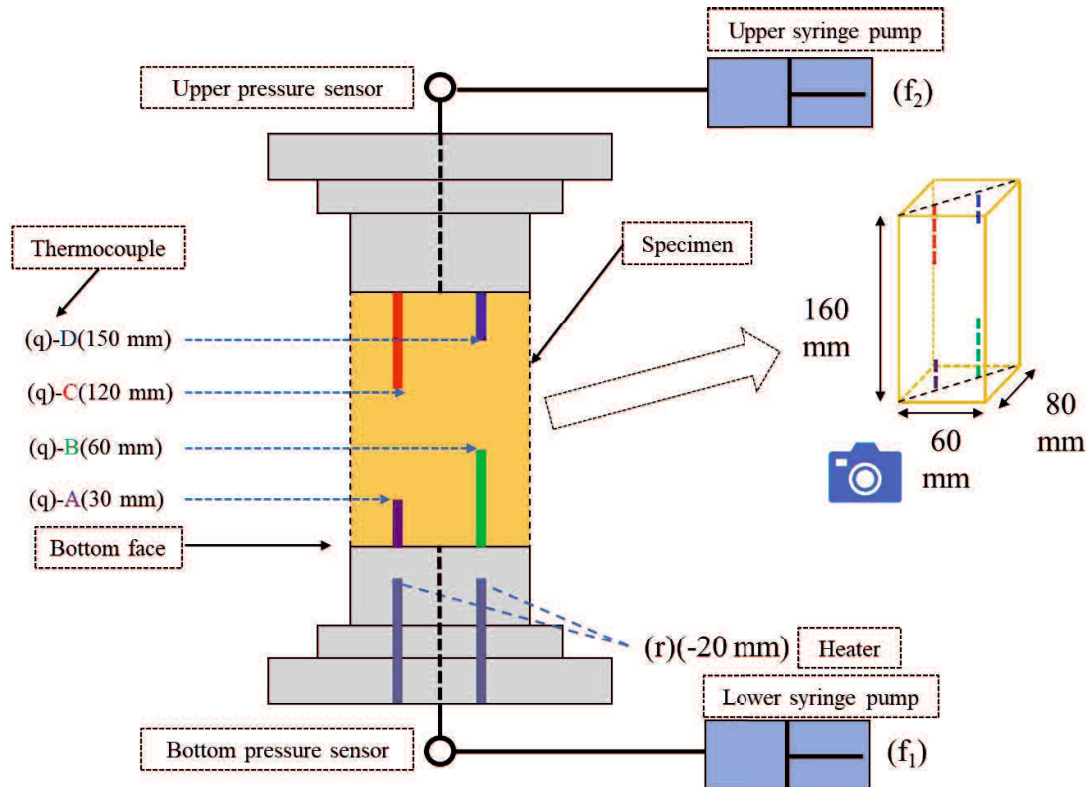 Upper syringe pump
Upper pressure sensor
(f2)
Thermocouple
Specimen
(q)-D(150 mm)
(q)-C(120 mm)
(q)-B(60 mm)
(q)-A(30 mm)
Bottom face
160
mm
80
mm
60
mm
(r)(-20 mm)
Heater
Lower syringe pump
Bottom pressure sensor
(f1)